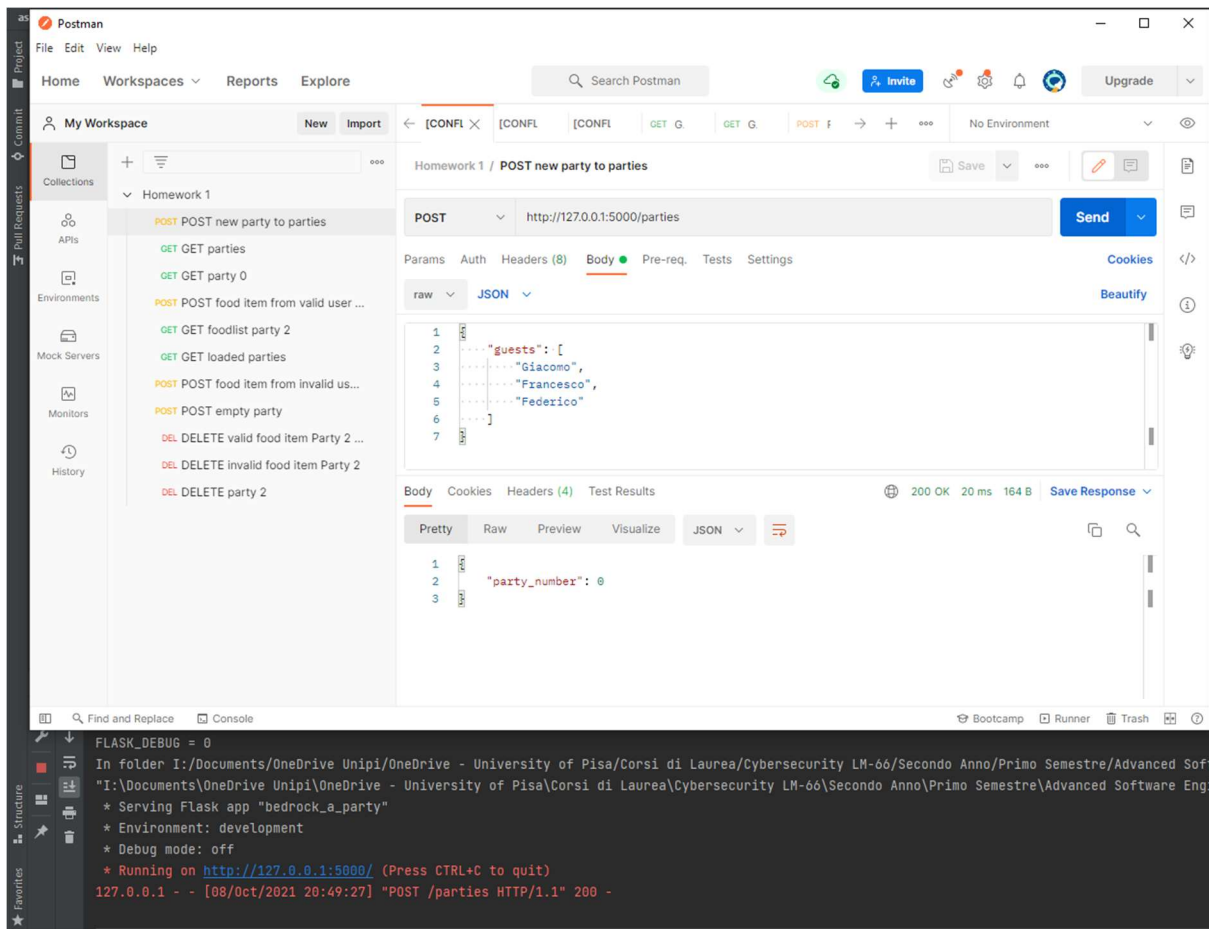 as
Postman
File Edit View Help
Home Workspaces Reports Explore Search Postman Invite Upgrade
My Workspace New Import
[CONFL [CONFL [CONFL GET G. GET G. POST F No Environment
Homework 1 / POST new party to parties Save
POST http://127.0.0.1:5000/parties Send
Params Auth Headers (8) Body Pre-req. Tests Settings Cookies
raw JSON Beautify
1 {
2 "guests": [
3 "Giacomo",
4 "Francesco",
5 "Federico"
6 ]
7 }
Body Cookies Headers (4) Test Results 200 OK 20 ms 164 B Save Response
Pretty Raw Preview Visualize JSON
1 {
2 "party_number": 0
3 }
Collections
APIs
Environments
Mock Servers
Monitors
History
Homework 1
POST POST new party to parties
GET GET parties
GET GET party 0
POST POST food item from valid user ...
GET GET foodlist party 2
GET GET loaded parties
POST POST food item from invalid us...
POST POST empty party
DEL DELETE valid food item Party 2 ...
DEL DELETE invalid food item Party 2
DEL DELETE party 2
Find and Replace Console Bootcamp Runner Trash
Project
Commit
Pull Requests
Structure
Favorites
FLASK_DEBUG = 0
In folder I:/Documents/OneDrive Unipi/OneDrive - University of Pisa/Corsi di Laurea/Cybersecurity LM-66/Secondo Anno/Primo Semestre/Advanced Sof
"I:\Documents\OneDrive Unipi\OneDrive - University of Pisa\Corsi di Laurea\Cybersecurity LM-66\Secondo Anno\Primo Semestre\Advanced Software Eng
* Serving Flask app "bedrock_a_party"
* Environment: development
* Debug mode: off
* Running on http://127.0.0.1:5000/ (Press CTRL+C to quit)
127.0.0.1 - - [08/Oct/2021 20:49:27] "POST /parties HTTP/1.1" 200 -